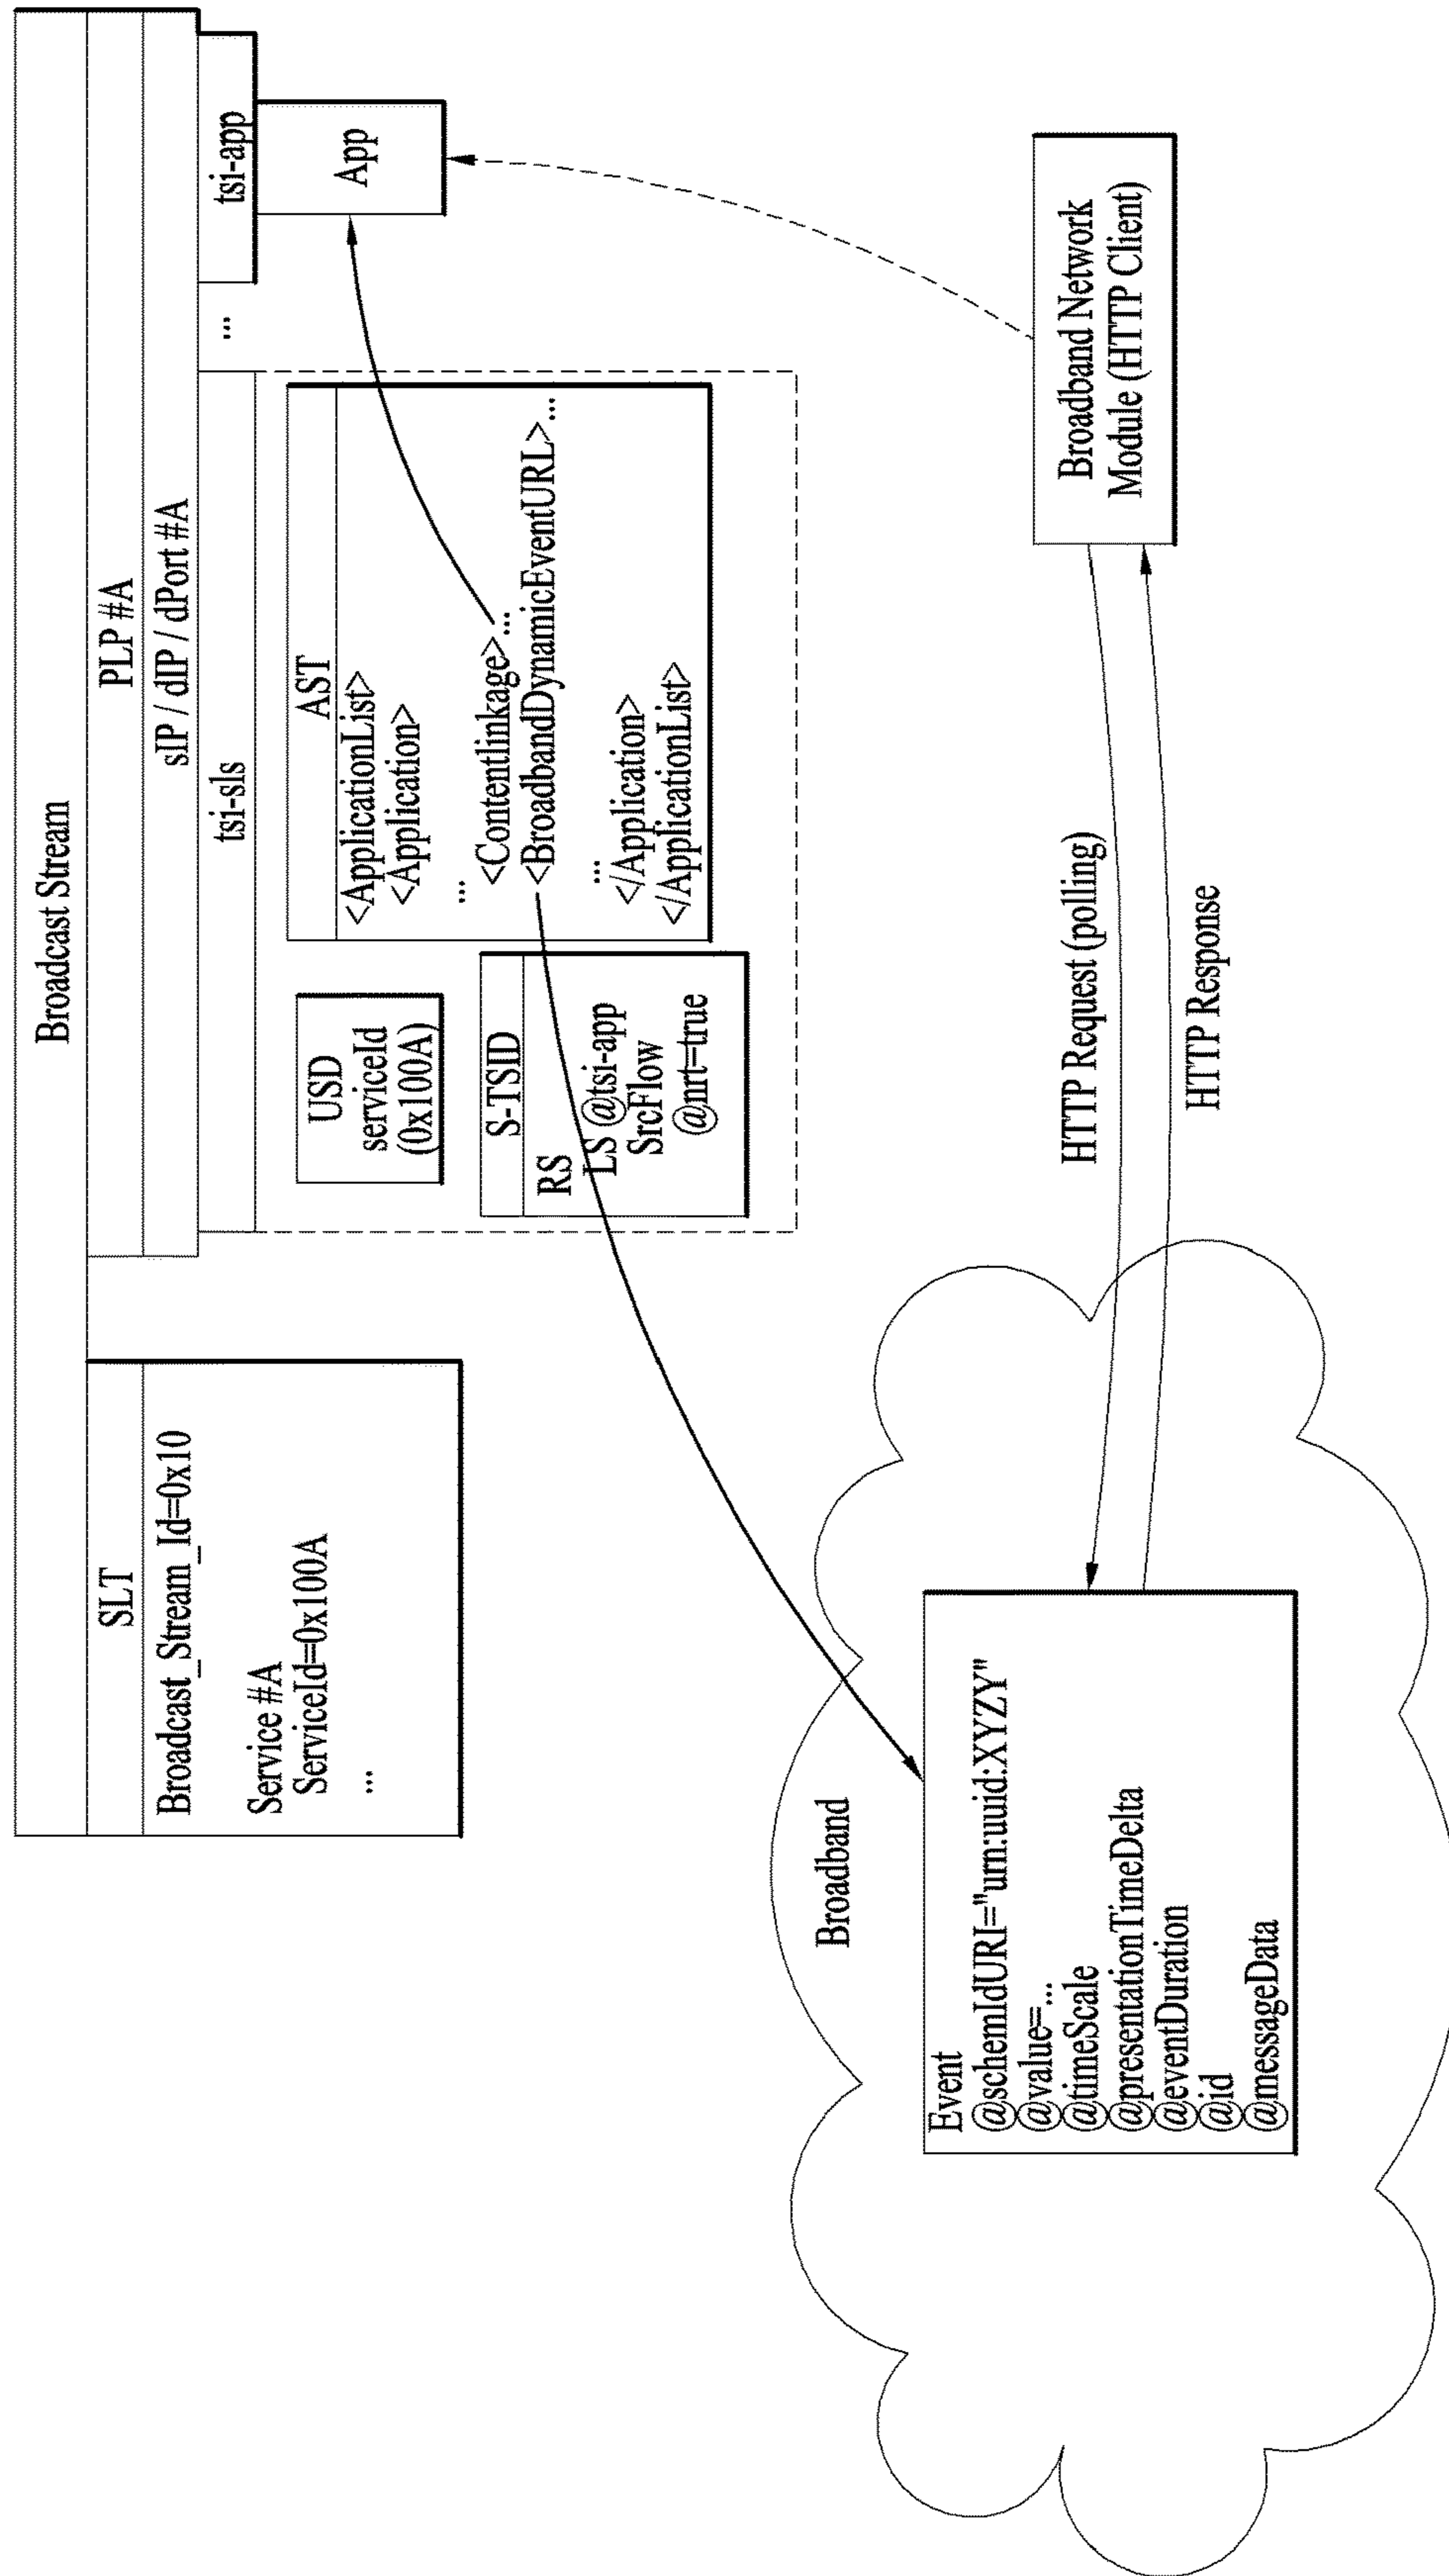 Broadcast Stream
SLT
Broadcast_Stream_Id=0x10
Service #A
ServiceId=0x100A
...
PLP #A
sIP / dIP / dPort #A
tsi-sls
...
tsi-app
USD
serviceId
(0x100A)
S-TSID
RS
LS @tsi-app
SrcFlow
@nrt=true
AST
<ApplicationList>
<Application>
...
<Contentlinkage>...
<BroadbandDynamicEventURL>...
...
</Application>
</ApplicationList>
App
Broadband
Event
@schemIdURI="urn:uuid:XYZY"
@value=...
@timeScale
@presentationTimeDelta
@eventDuration
@id
@messageData
HTTP Request (polling)
HTTP Response
Broadband Network
Module (HTTP Client)